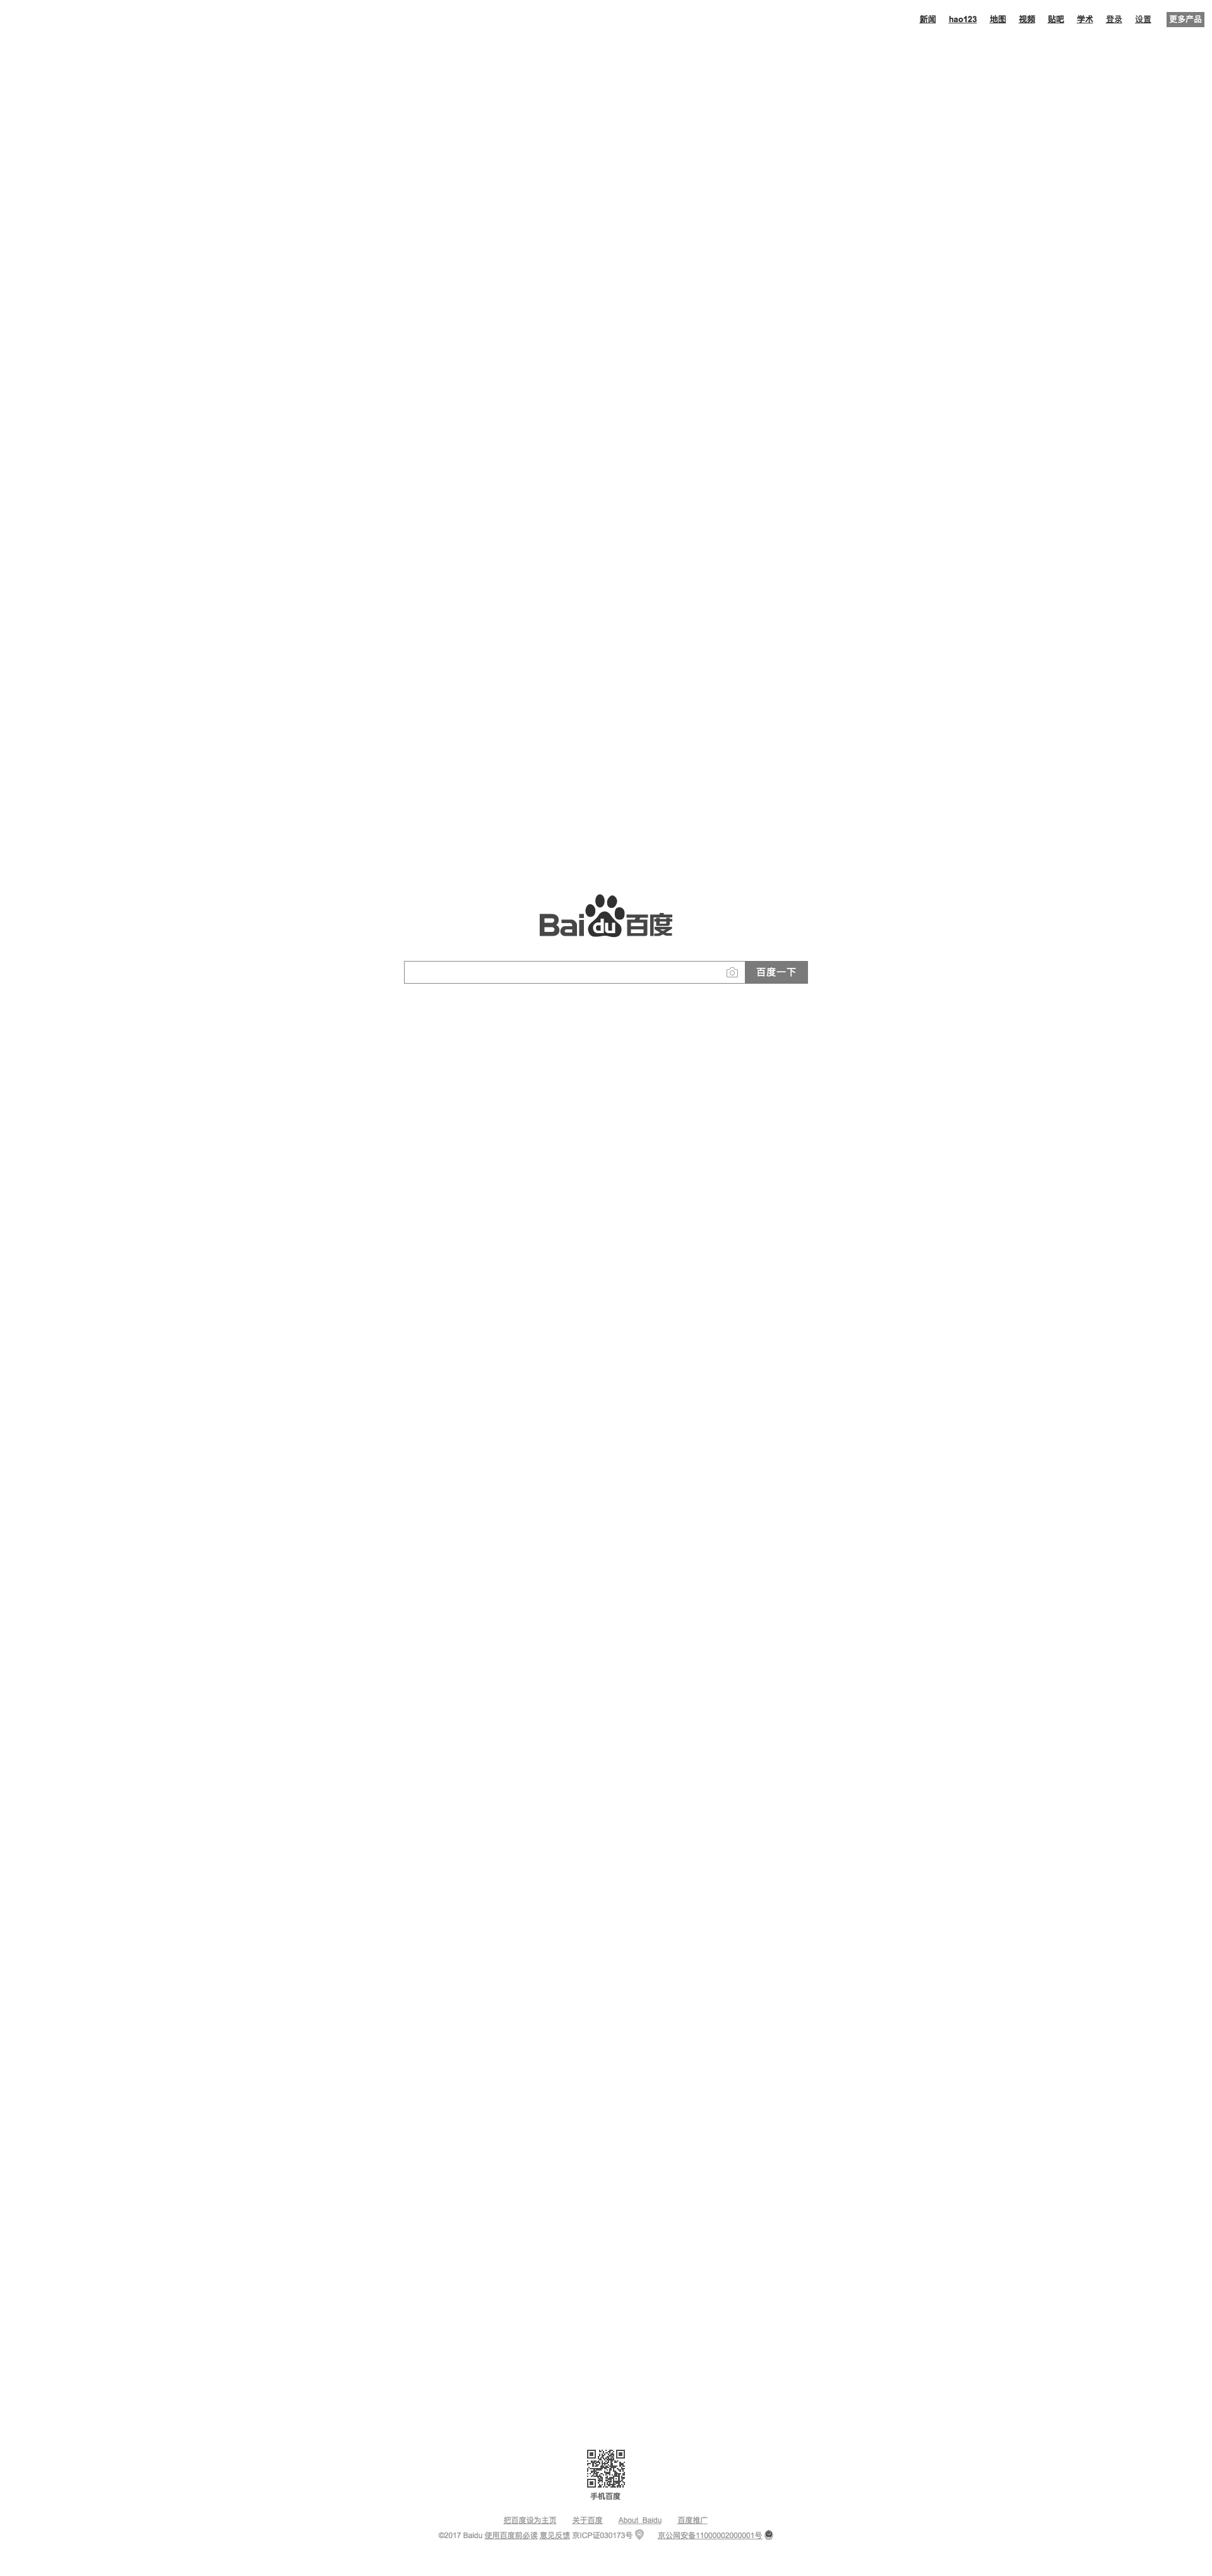 新闻 hao123 地图 视频 贴吧 学术 登录 设置 更多产品
Bai du 百度
百度一下
手机百度
把百度设为主页 关于百度 About Baidu 百度推广
©2017 Baidu 使用百度前必读 意见反馈 京ICP证030173号 京公网安备11000002000001号